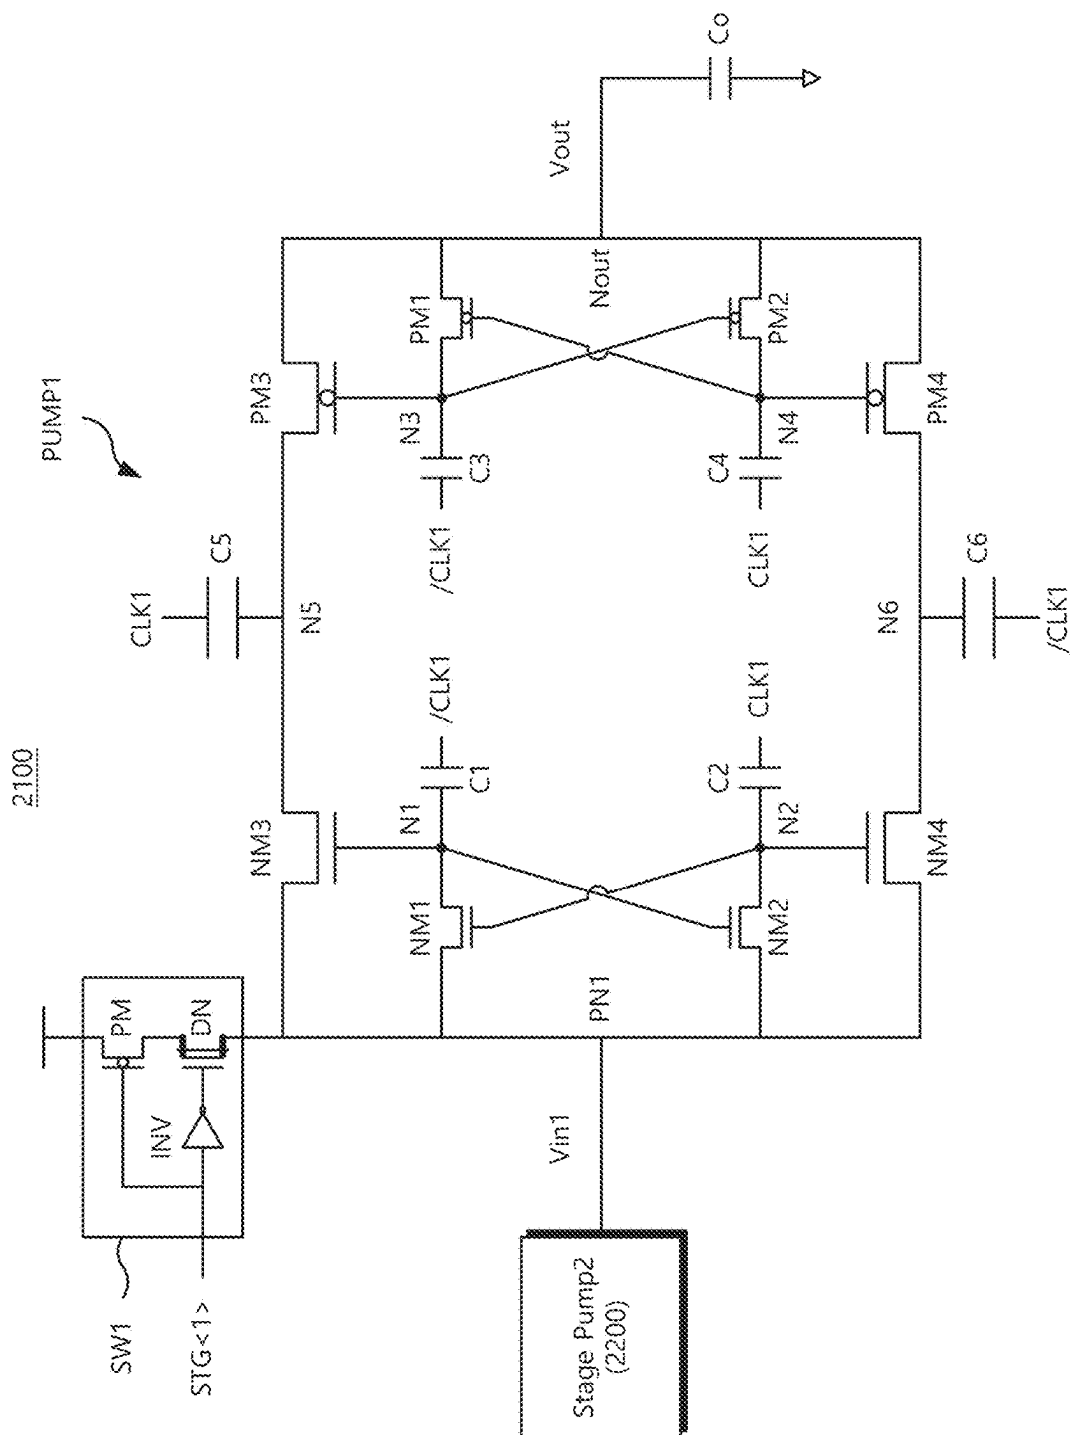 2100
PUMP1
SW1
STG<1>
INV
PM
DN
Stage Pump2
(2200)
Vin1
PN1
NM3
NM1
NM2
NM4
N1
N2
C1
C2
/CLK1
CLK1
CLK1
C5
N5
N6
C6
/CLK1
/CLK1
CLK1
C3
C4
N3
N4
PM3
PM1
PM2
PM4
Nout
Vout
Co